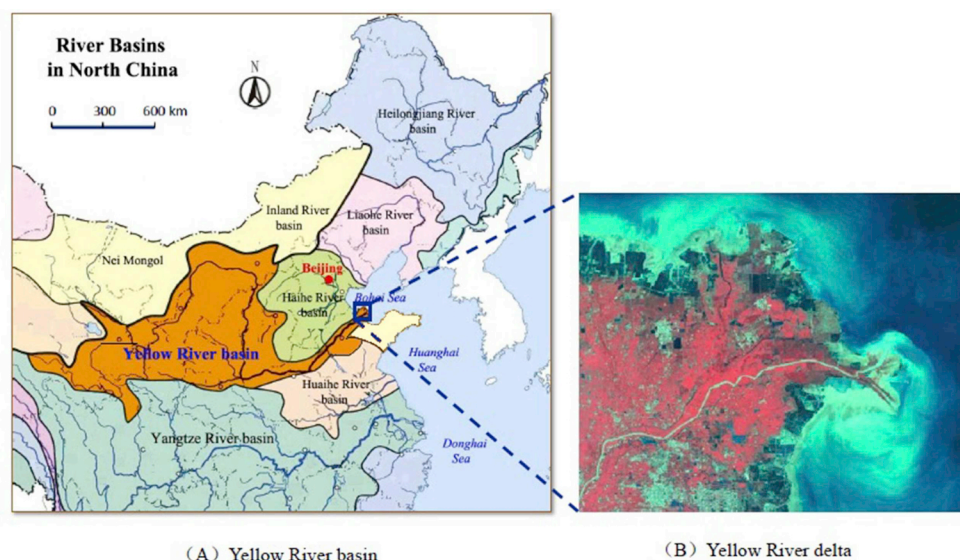 River Basins
in North China
N
0 300 600 km
Heilongjiang River
basin
Inland River
basin
Liaohe River
basin
Nei Mongol
Beijing
Haihe River
basin
Bohai Sea
Yellow River basin
Huanghai
Sea
Huaihe River
basin
Yangtze River basin
Donghai
Sea
（A）Yellow River basin
（B）Yellow River delta